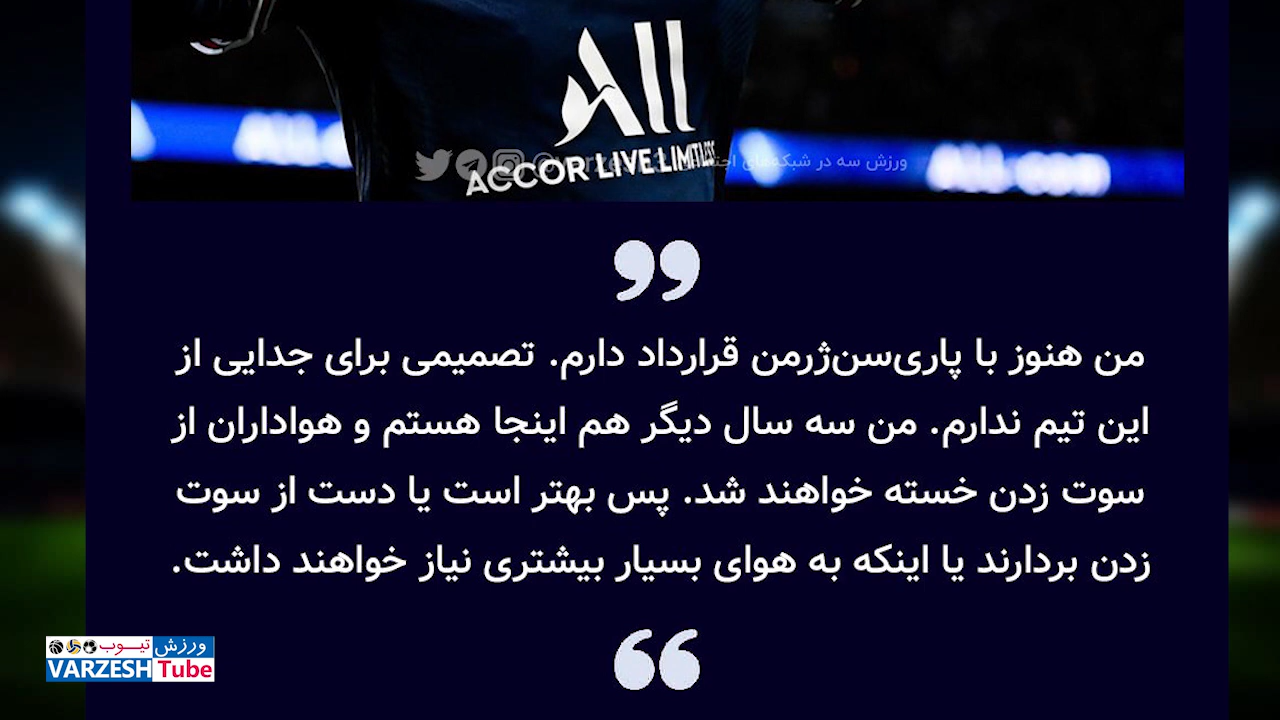 ALL
ACCOR LIVE LIMITLESS
ورزش سه در شبکه‌های اجتماعی @varzesh3
”
من هنوز با پاری‌سن‌ژرمن قرارداد دارم. تصمیمی برای جدایی از
این تیم ندارم. من سه سال دیگر هم اینجا هستم و هواداران از
سوت زدن خسته خواهند شد. پس بهتر است یا دست از سوت
زدن بردارند یا اینکه به هوای بسیار بیشتری نیاز خواهند داشت.
“
ورزش تیوب
VARZESH Tube